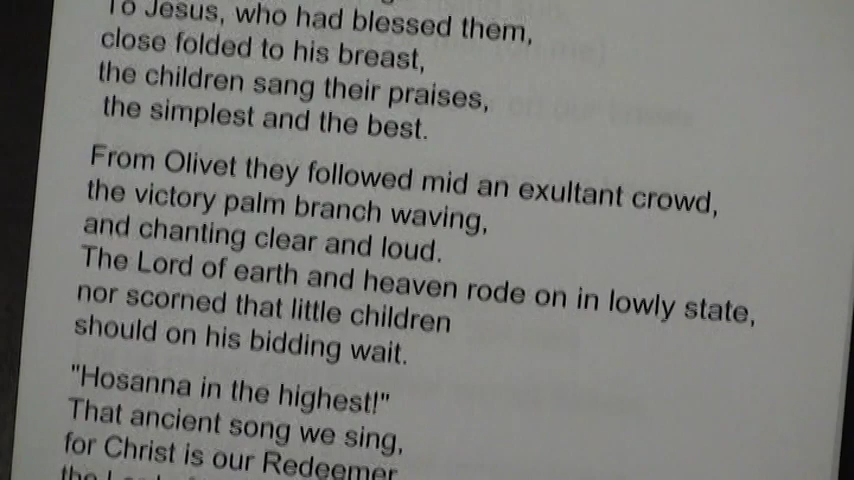 To Jesus, who had blessed them,
close folded to his breast,
the children sang their praises,
the simplest and the best.
From Olivet they followed mid an exultant crowd,
the victory palm branch waving,
and chanting clear and loud.
The Lord of earth and heaven rode on in lowly state,
nor scorned that little children
should on his bidding wait.
"Hosanna in the highest!"
That ancient song we sing,
for Christ is our Redeemer
the Lord